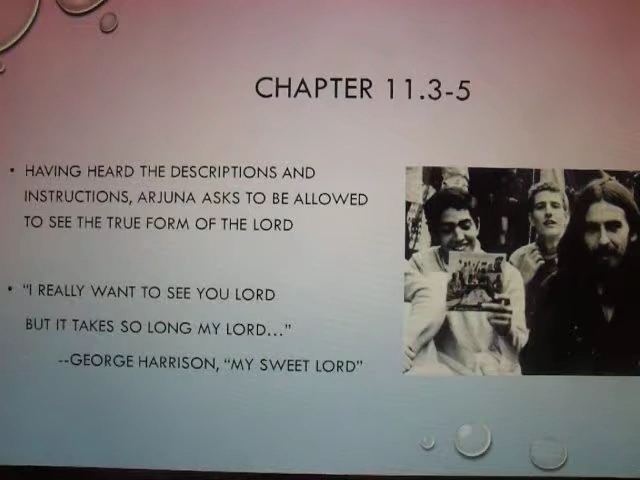 CHAPTER 11.3-5
• HAVING HEARD THE DESCRIPTIONS AND
INSTRUCTIONS, ARJUNA ASKS TO BE ALLOWED
TO SEE THE TRUE FORM OF THE LORD
• "I REALLY WANT TO SEE YOU LORD
BUT IT TAKES SO LONG MY LORD..."
--GEORGE HARRISON, "MY SWEET LORD"